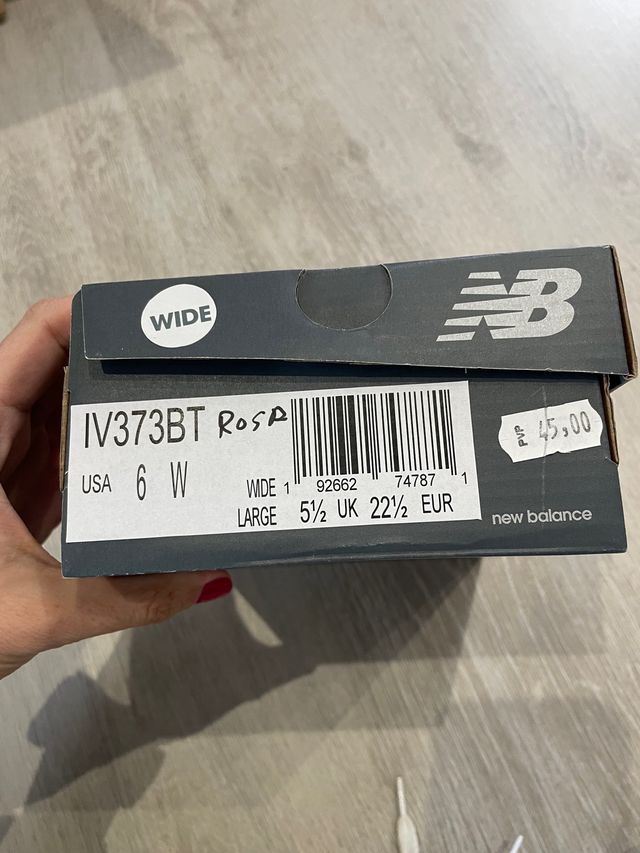 WIDE
NB
IV373BT ROSA
USA 6 W
WIDE
LARGE 5½ UK 22½ EUR
1 92662 74787 1
PVP 45,00
new balance